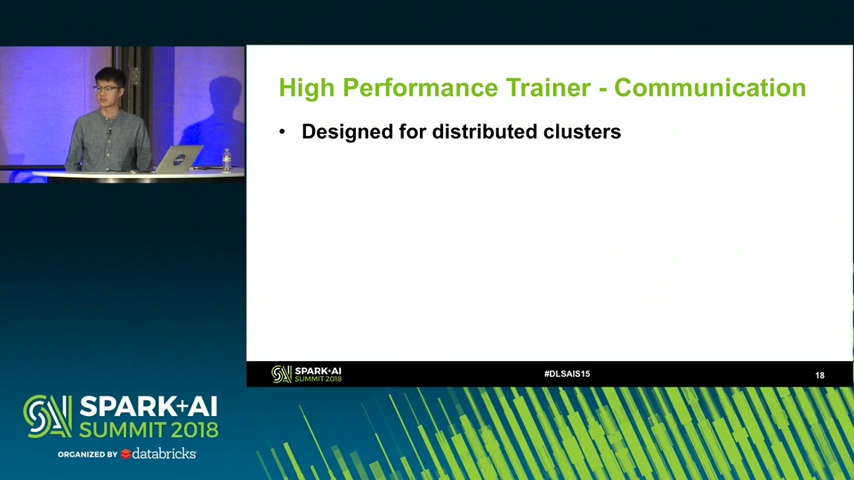 High Performance Trainer - Communication
• Designed for distributed clusters
SPARK+AI
SUMMIT 2018
#DLSAIS15
18
SPARK+AI
SUMMIT 2018
ORGANIZED BY databricks